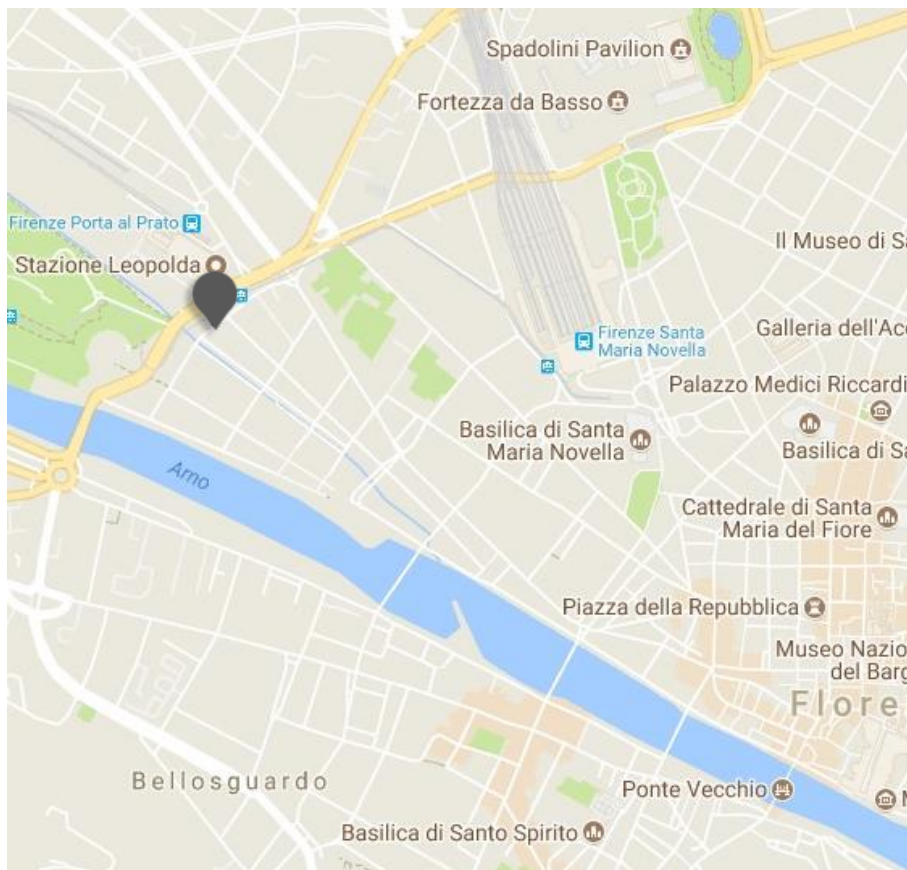 Spadolini Pavilion
Fortezza da Basso
Firenze Porta al Prato
Il Museo di Sa
Stazione Leopolda
Galleria dell'Acc
Firenze Santa
Maria Novella
Palazzo Medici Riccardi
Basilica di Santa
Maria Novella
Basilica di Sa
Arno
Cattedrale di Santa
Maria del Fiore
Piazza della Repubblica
Museo Nazio
del Barg
Flore
Bellosguardo
Ponte Vecchio
M
Basilica di Santo Spirito